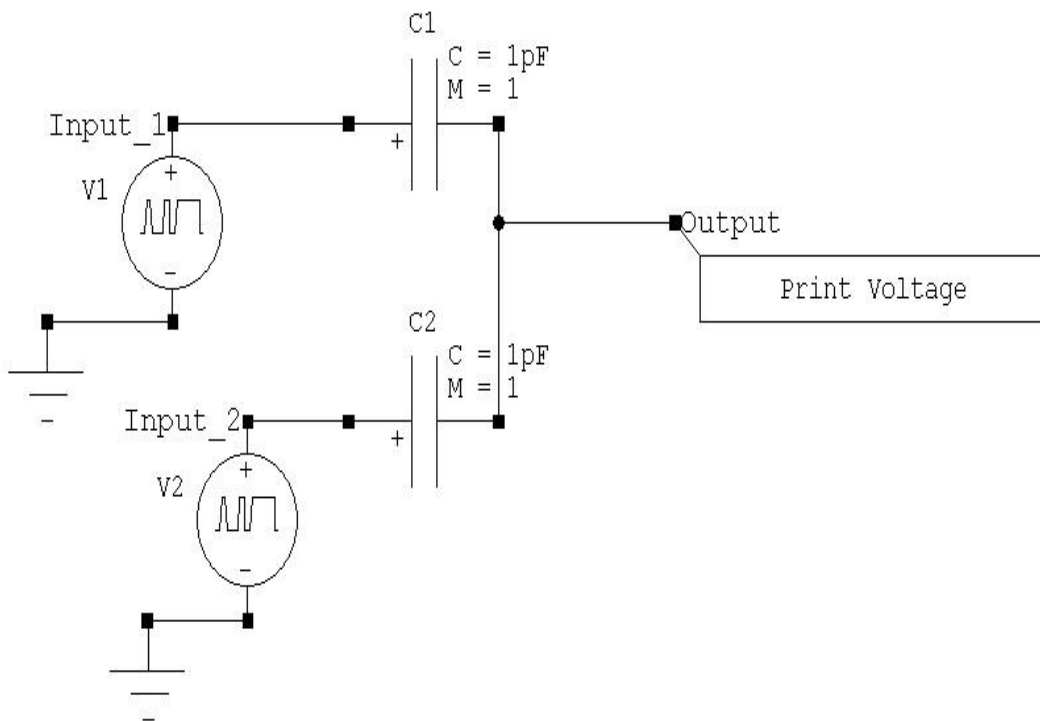 C1
C = 1pF
M = 1
Input_1
+
+
V1
-
Output
Print Voltage
C2
C = 1pF
M = 1
Input_2
+
+
V2
-